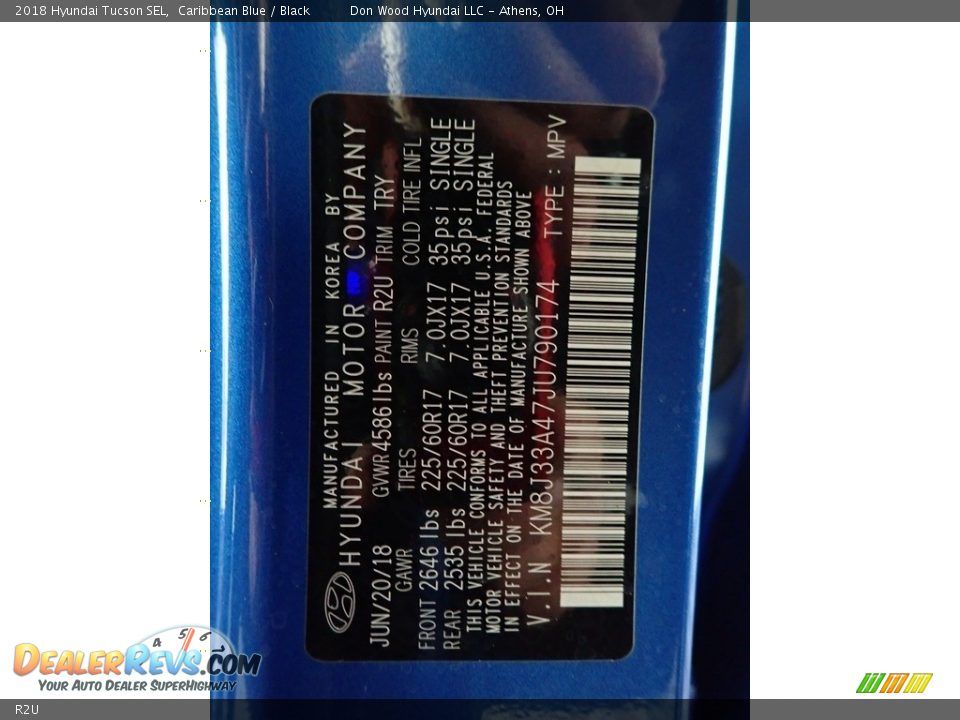 2018 Hyundai Tucson SEL,  Caribbean Blue / Black          Don Wood Hyundai LLC - Athens, OH
MANUFACTURED IN KOREA BY
HYUNDAI MOTOR COMPANY
JUN/20/18 GVWR 4586lbs PAINT R2U TRIM TRY
GAWR TIRES RIMS COLD TIRE INFL
FRONT 2646 lbs 225/60R17 7.0JX17 35psi SINGLE
REAR 2535 lbs 225/60R17 7.0JX17 35psi SINGLE
THIS VEHICLE CONFORMS TO ALL APPLICABLE U.S.A. FEDERAL
MOTOR VEHICLE SAFETY AND THEFT PREVENTION STANDARDS
IN EFFECT ON THE DATE OF MANUFACTURE SHOWN ABOVE
V.I.N KM8J33A47JU790174 TYPE : MPV
4 5 6
DEALERREVS.COM
YOUR AUTO DEALER SUPERHIGHWAY
R2U